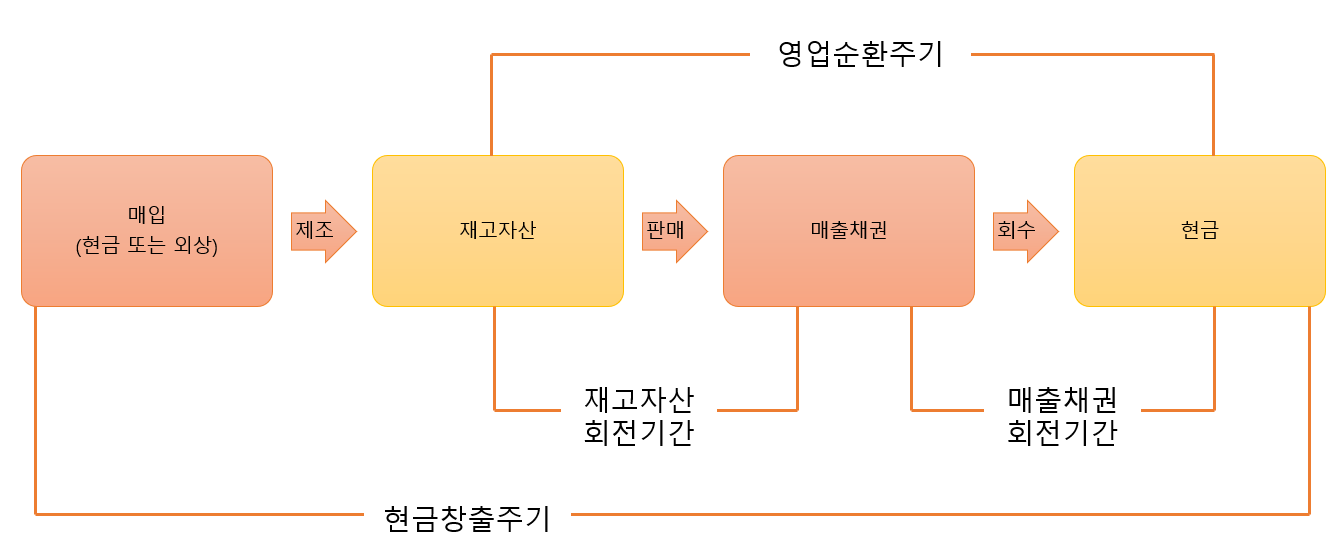 영업순환주기
매입
(현금 또는 외상)
제조
재고자산
판매
매출채권
회수
현금
재고자산
회전기간
매출채권
회전기간
현금창출주기